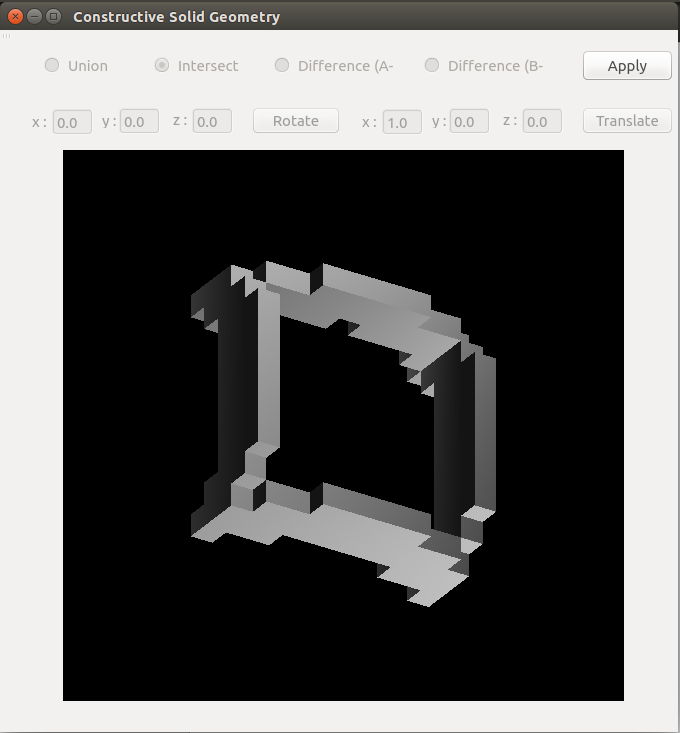 Constructive Solid Geometry
Union Intersect Difference (A- Difference (B- Apply
x : 0.0 y : 0.0 z : 0.0 Rotate x : 1.0 y : 0.0 z : 0.0 Translate